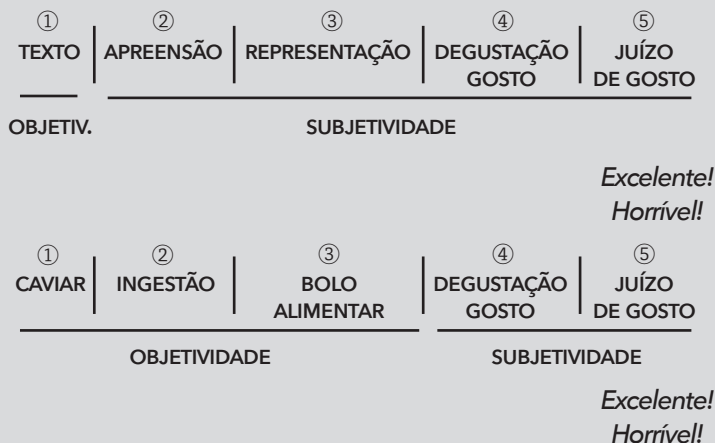 ① ② ③ ④ ⑤
TEXTO APREENSÃO REPRESENTAÇÃO DEGUSTAÇÃO JUÍZO
GOSTO DE GOSTO
OBJETIV. SUBJETIVIDADE
Excelente!
Horrível!
① ② ③ ④ ⑤
CAVIAR INGESTÃO BOLO DEGUSTAÇÃO JUÍZO
ALIMENTAR GOSTO DE GOSTO
OBJETIVIDADE SUBJETIVIDADE
Excelente!
Horrível!